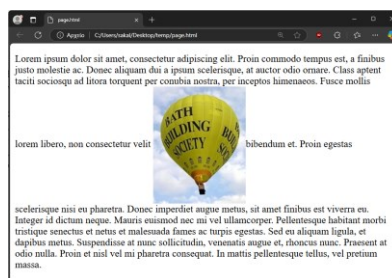 page.html
Αρχείο C:/Users/sakal/Desktop/temp/page.html
Lorem ipsum dolor sit amet, consectetur adipiscing elit. Proin commodo tempus est, a finibus
justo molestie ac. Donec aliquam dui a ipsum scelerisque, at auctor odio ornare. Class aptent
taciti sociosqu ad litora torquent per conubia nostra, per inceptos himenaeos. Fusce mollis
BATH
BUILDING
SOCIETY
lorem libero, non consectetur velit bibendum et. Proin egestas
scelerisque nisi eu pharetra. Donec imperdiet augue metus, sit amet finibus est viverra eu.
Integer id dictum neque. Mauris euismod nec mi vel ullamcorper. Pellentesque habitant morbi
tristique senectus et netus et malesuada fames ac turpis egestas. Sed eu aliquam ligula, et
dapibus metus. Suspendisse at nunc sollicitudin, venenatis augue et, rhoncus nunc. Praesent at
odio nulla. Proin et nisl vel mi pharetra consequat. In mattis pellentesque tellus, vel pretium
massa.